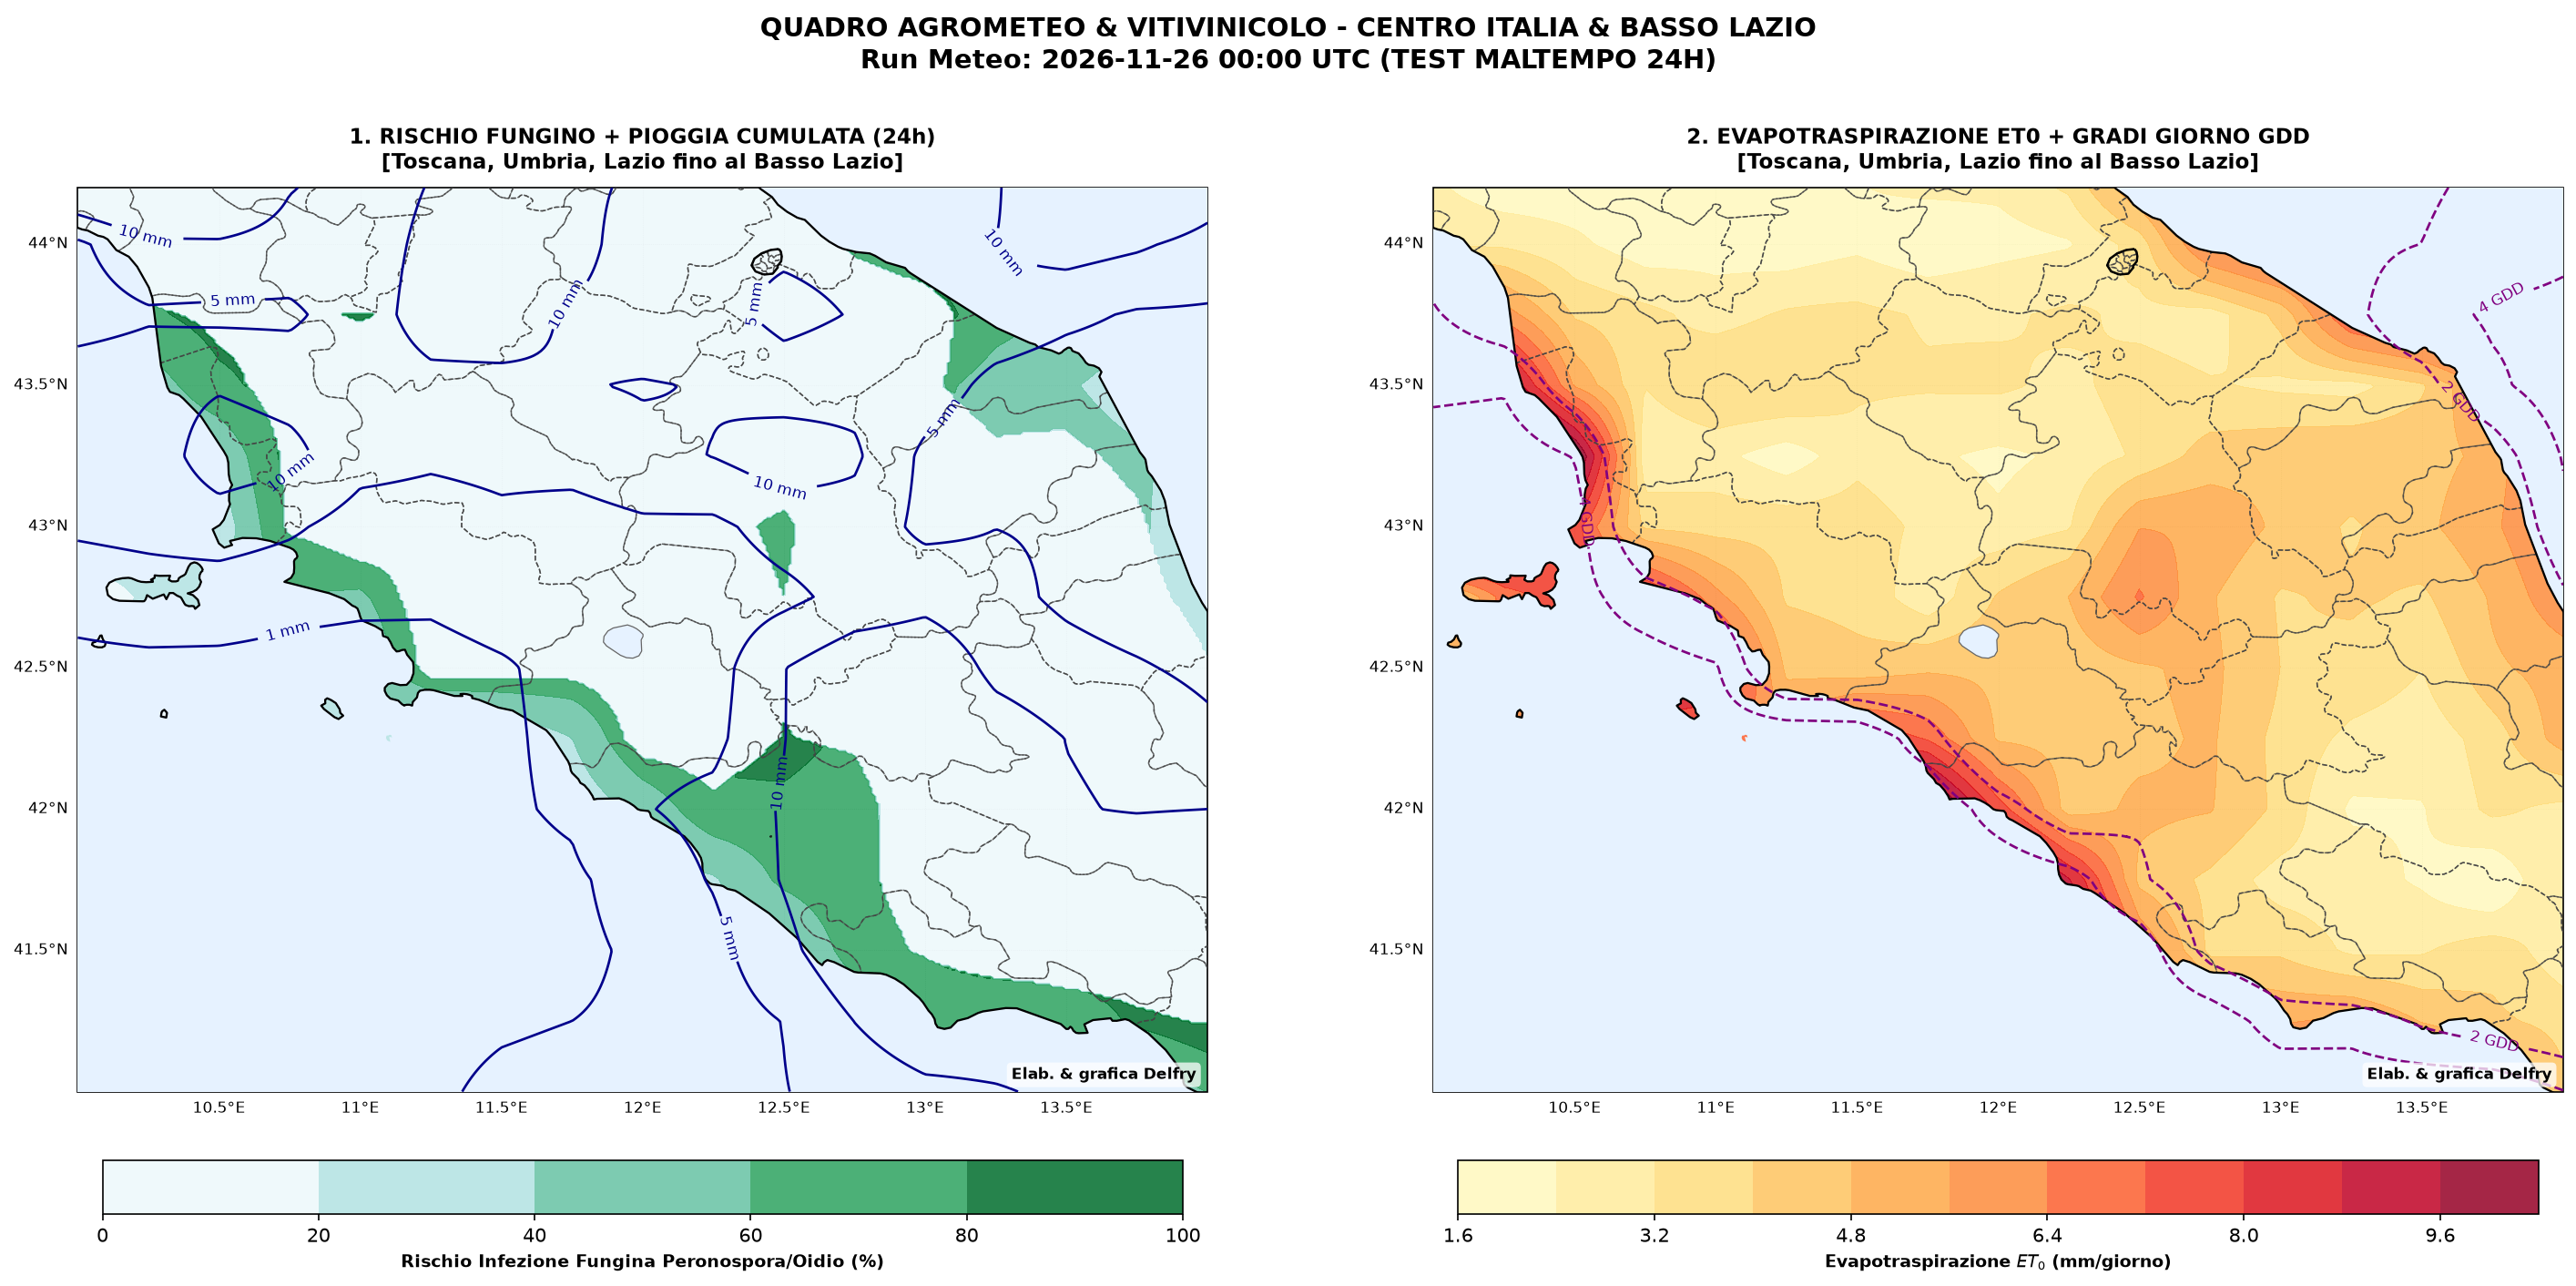 QUADRO AGROMETEO & VITIVINICOLO - CENTRO ITALIA & BASSO LAZIO
Run Meteo: 2026-11-26 00:00 UTC (TEST MALTEMPO 24H)
1. RISCHIO FUNGINO + PIOGGIA CUMULATA (24h)
[Toscana, Umbria, Lazio fino al Basso Lazio]
10 mm
10 mm
44°N
5 mm
5 mm
10 mm
43.5°N
5 mm
10 mm
10 mm
43°N
1 mm
42.5°N
10 mm
42°N
5 mm
41.5°N
Elab. & grafica Delfry
10.5°E 11°E 11.5°E 12°E 12.5°E 13°E 13.5°E
0 20 40 60 80 100
Rischio Infezione Fungina Peronospora/Oidio (%)
2. EVAPOTRASPIRAZIONE ET0 + GRADI GIORNO GDD
[Toscana, Umbria, Lazio fino al Basso Lazio]
44°N
4 GDD
43.5°N
2 GDD
43°N
GDD
42.5°N
42°N
41.5°N
2 GDD
Elab. & grafica Delfry
10.5°E 11°E 11.5°E 12°E 12.5°E 13°E 13.5°E
1.6 3.2 4.8 6.4 8.0 9.6
Evapotraspirazione ET₀ (mm/giorno)